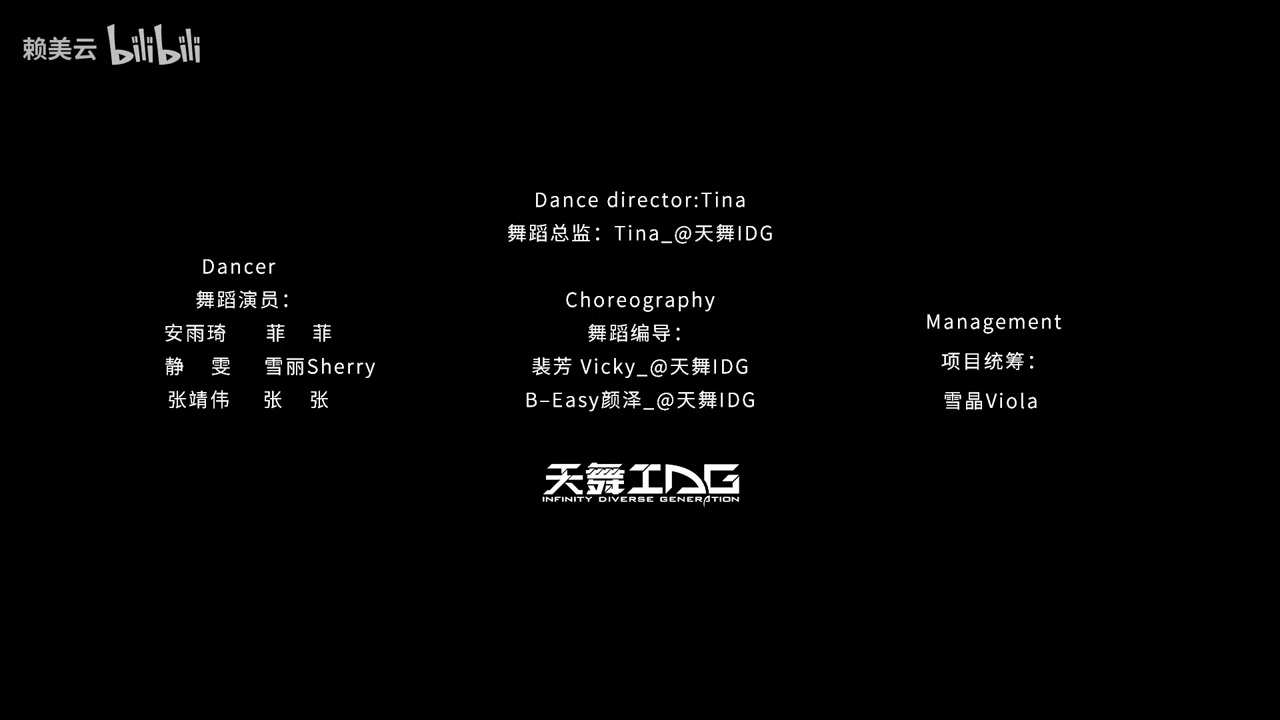 赖美云 bilibili
Dance director:Tina
舞蹈总监：Tina_@天舞IDG
Dancer
舞蹈演员：
安雨琦 菲 菲
静 雯 雪丽Sherry
张靖伟 张 张
Choreography
舞蹈编导：
裴芳 Vicky_@天舞IDG
B–Easy颜泽_@天舞IDG
Management
项目统筹：
雪晶Viola
天舞IDG
INFINITY DIVERSE GENERATION